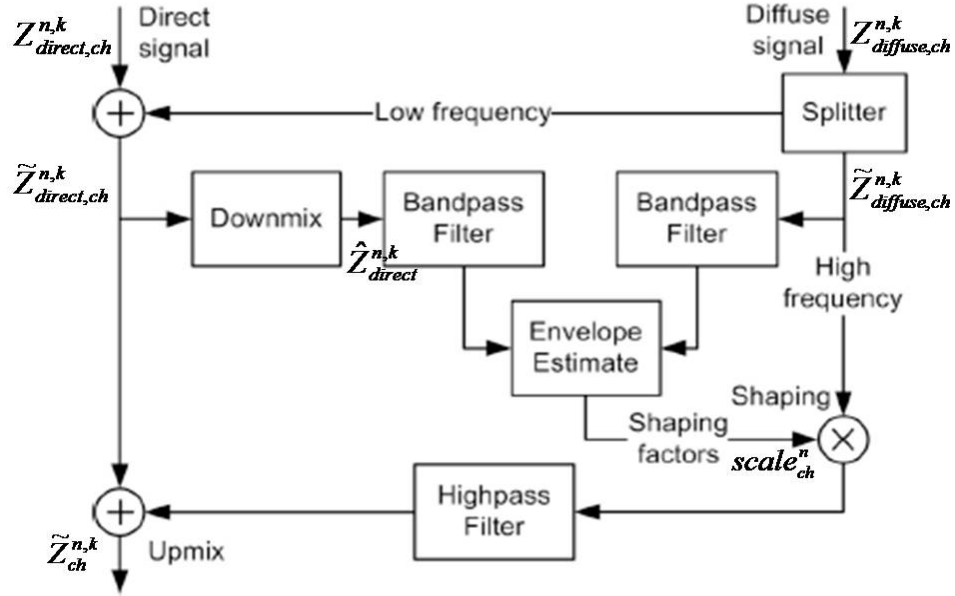 Z^{n,k}_{direct,ch}
Direct
signal
Diffuse
signal
Z^{n,k}_{diffuse,ch}
Low frequency
Splitter
Z̃^{n,k}_{direct,ch}
Downmix
Bandpass
Filter
Bandpass
Filter
Z̃^{n,k}_{diffuse,ch}
Ẑ^{n,k}_{direct}
High
frequency
Envelope
Estimate
Shaping
Shaping
factors
scale^{n}_{ch}
Highpass
Filter
Z̃^{n,k}_{ch}
Upmix